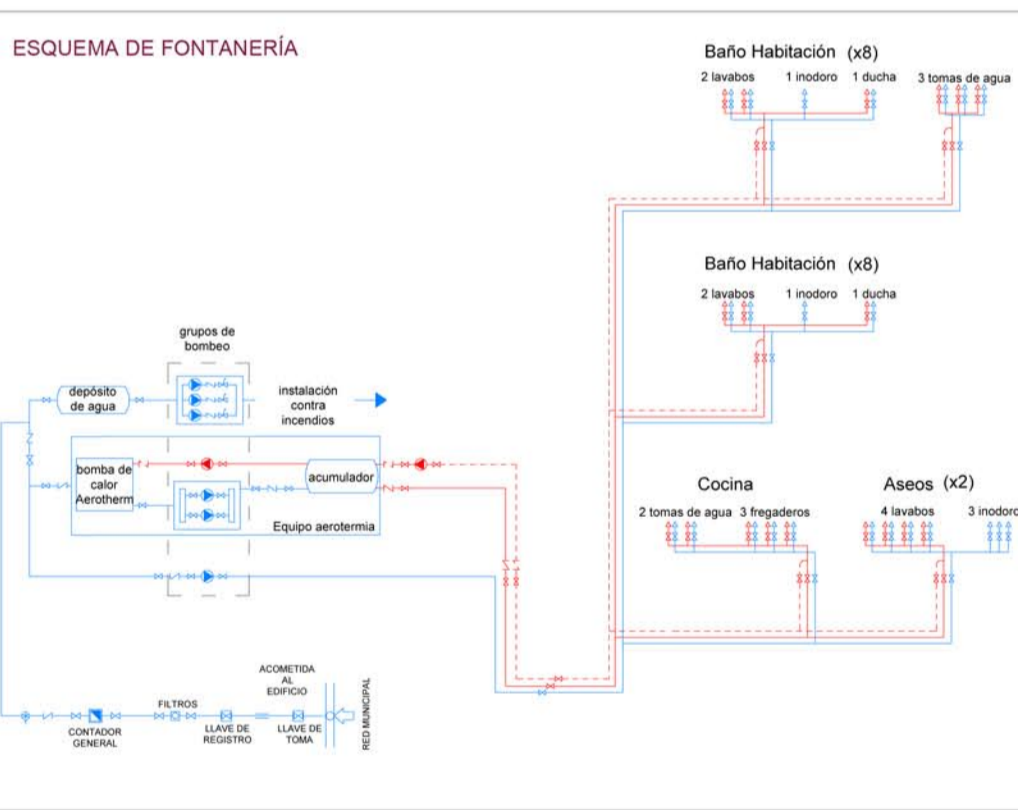 ESQUEMA DE FONTANERÍA
Baño Habitación (x8)
2 lavabos 1 inodoro 1 ducha 3 tomas de agua
Baño Habitación (x8)
2 lavabos 1 inodoro 1 ducha
grupos de
bombeo
depósito
de agua
instalación
contra
incendios
bomba de
calor
Aerotherm
acumulador
Equipo aerotermia
Cocina
2 tomas de agua 3 fregaderos
Aseos (x2)
4 lavabos 3 inodoro
ACOMETIDA
AL
EDIFICIO
RED MUNICIPAL
FILTROS
CONTADOR
GENERAL
LLAVE DE
REGISTRO
LLAVE DE
TOMA